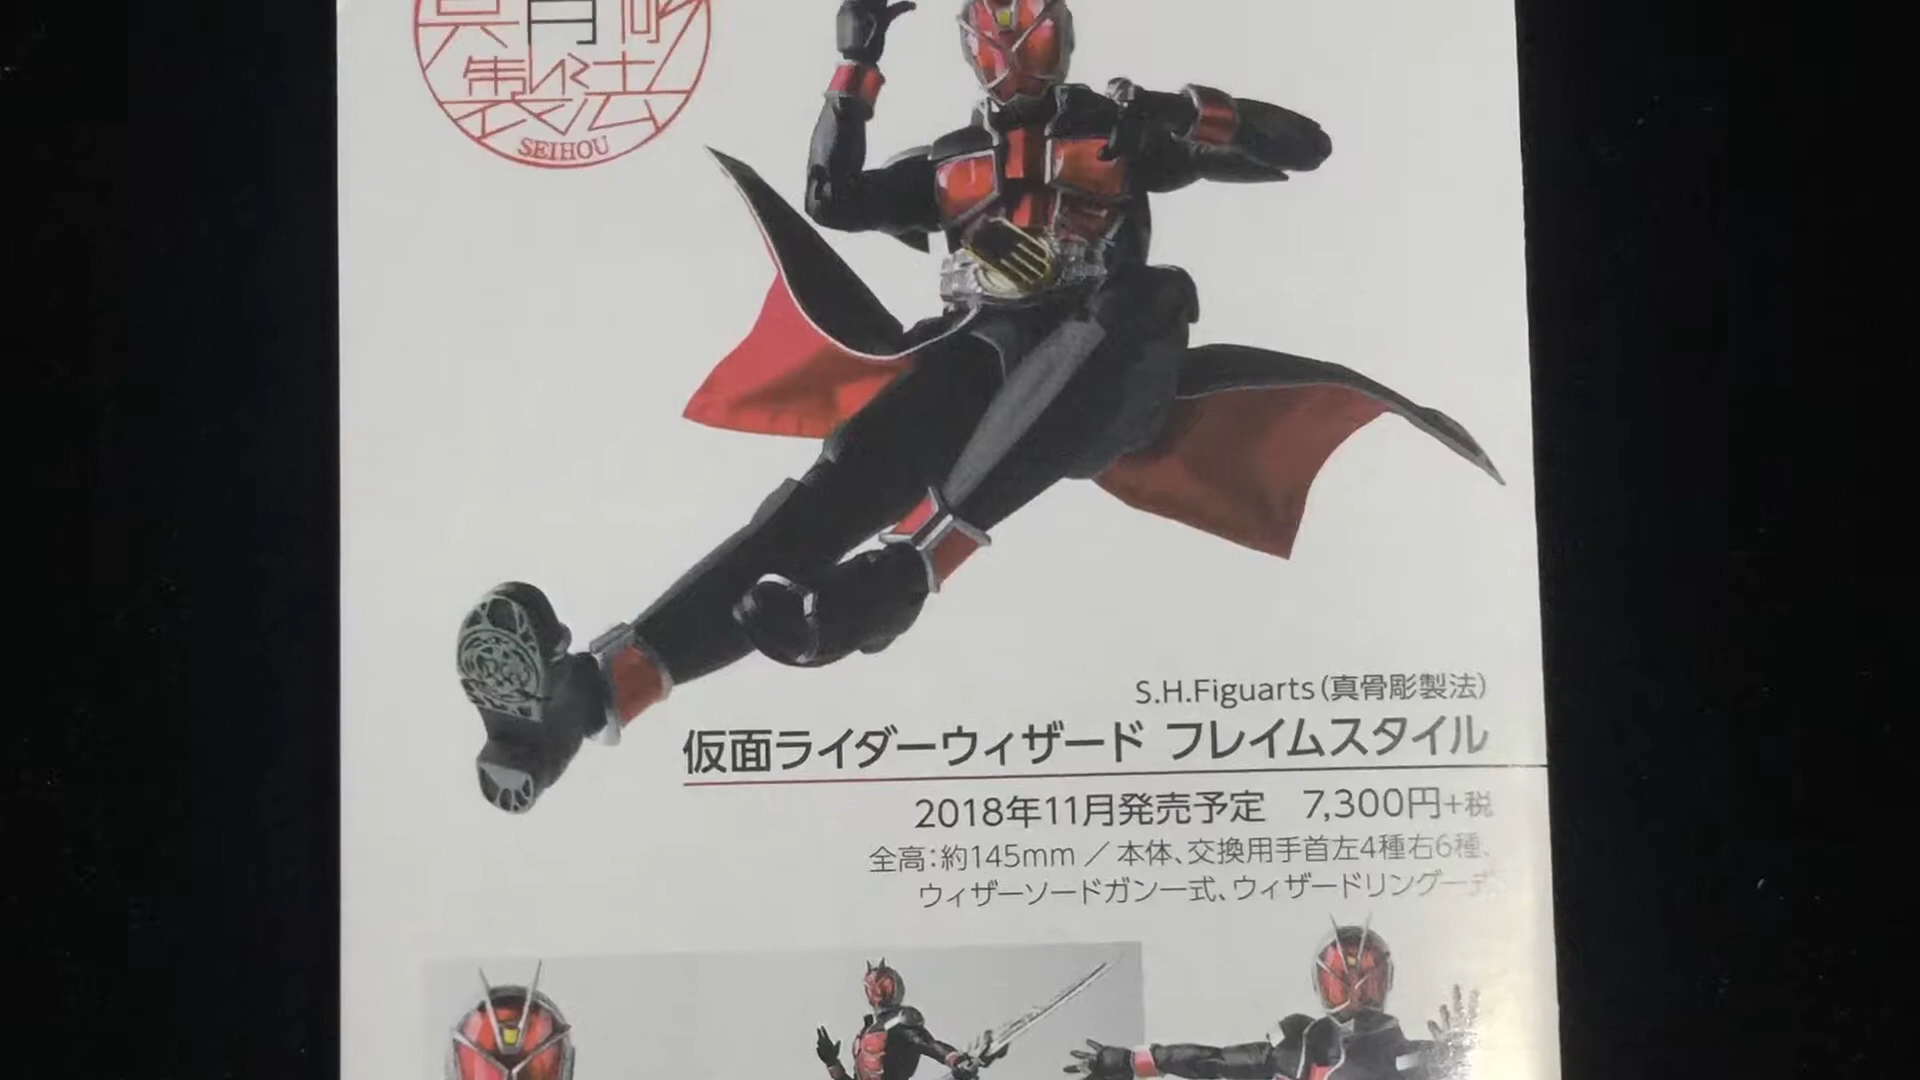 製法
SEIHOU
S.H.Figuarts(真骨彫製法)
仮面ライダーウィザード フレイムスタイル
2018年11月発売予定 7,300円+税
全高:約145mm／本体、交換用手首左4種右6種、
ウィザーソードガン一式、ウィザードリング一式